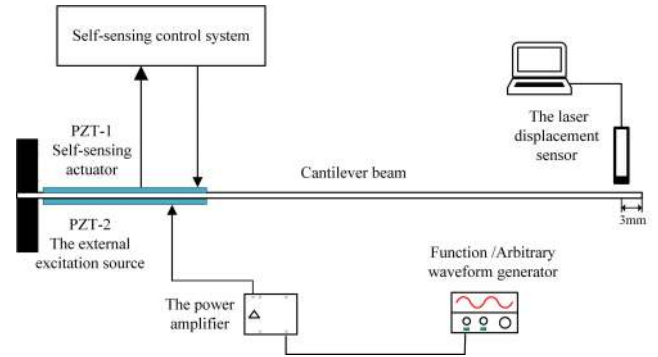 Self-sensing control system
PZT-1
Self-sensing
actuator
The laser
displacement
sensor
Cantilever beam
3mm
PZT-2
The external
excitation source
Function /Arbitrary
waveform generator
The power
amplifier